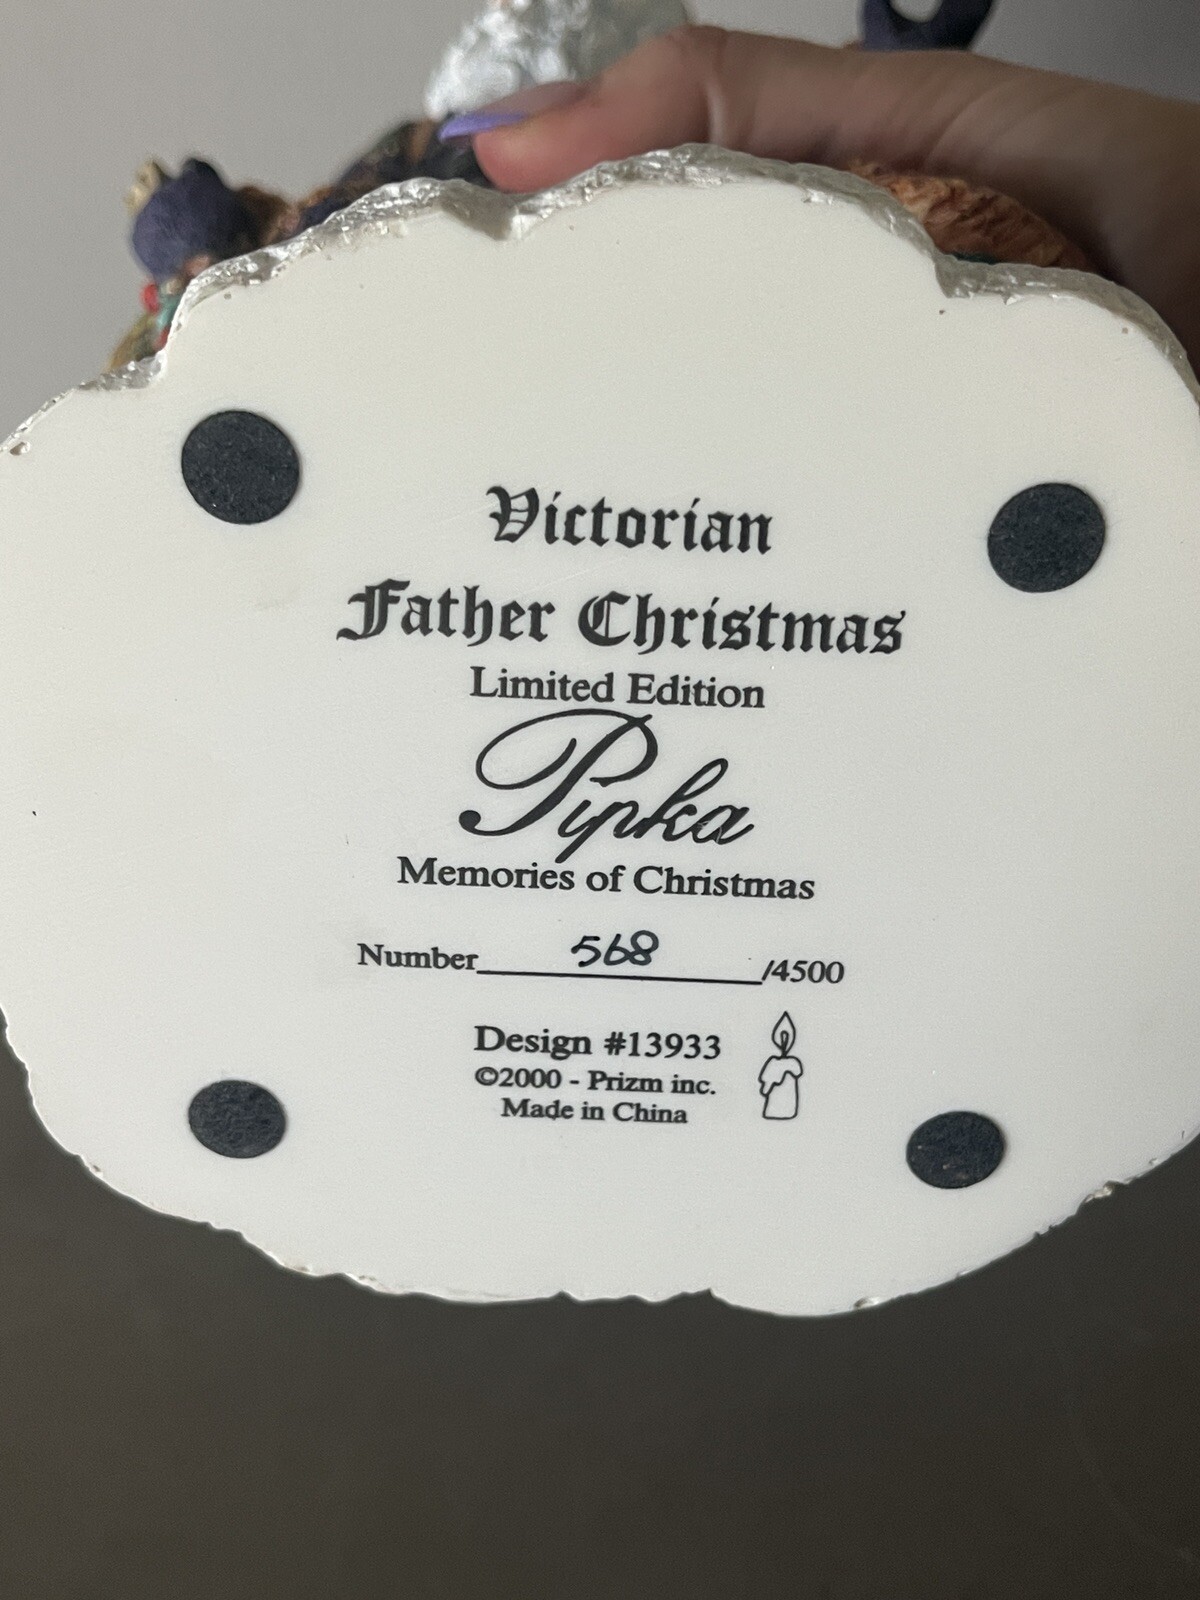 Victorian
Father Christmas
Limited Edition
Pipka
Memories of Christmas
Number 568 /4500
Design #13933
©2000 - Prizm inc.
Made in China